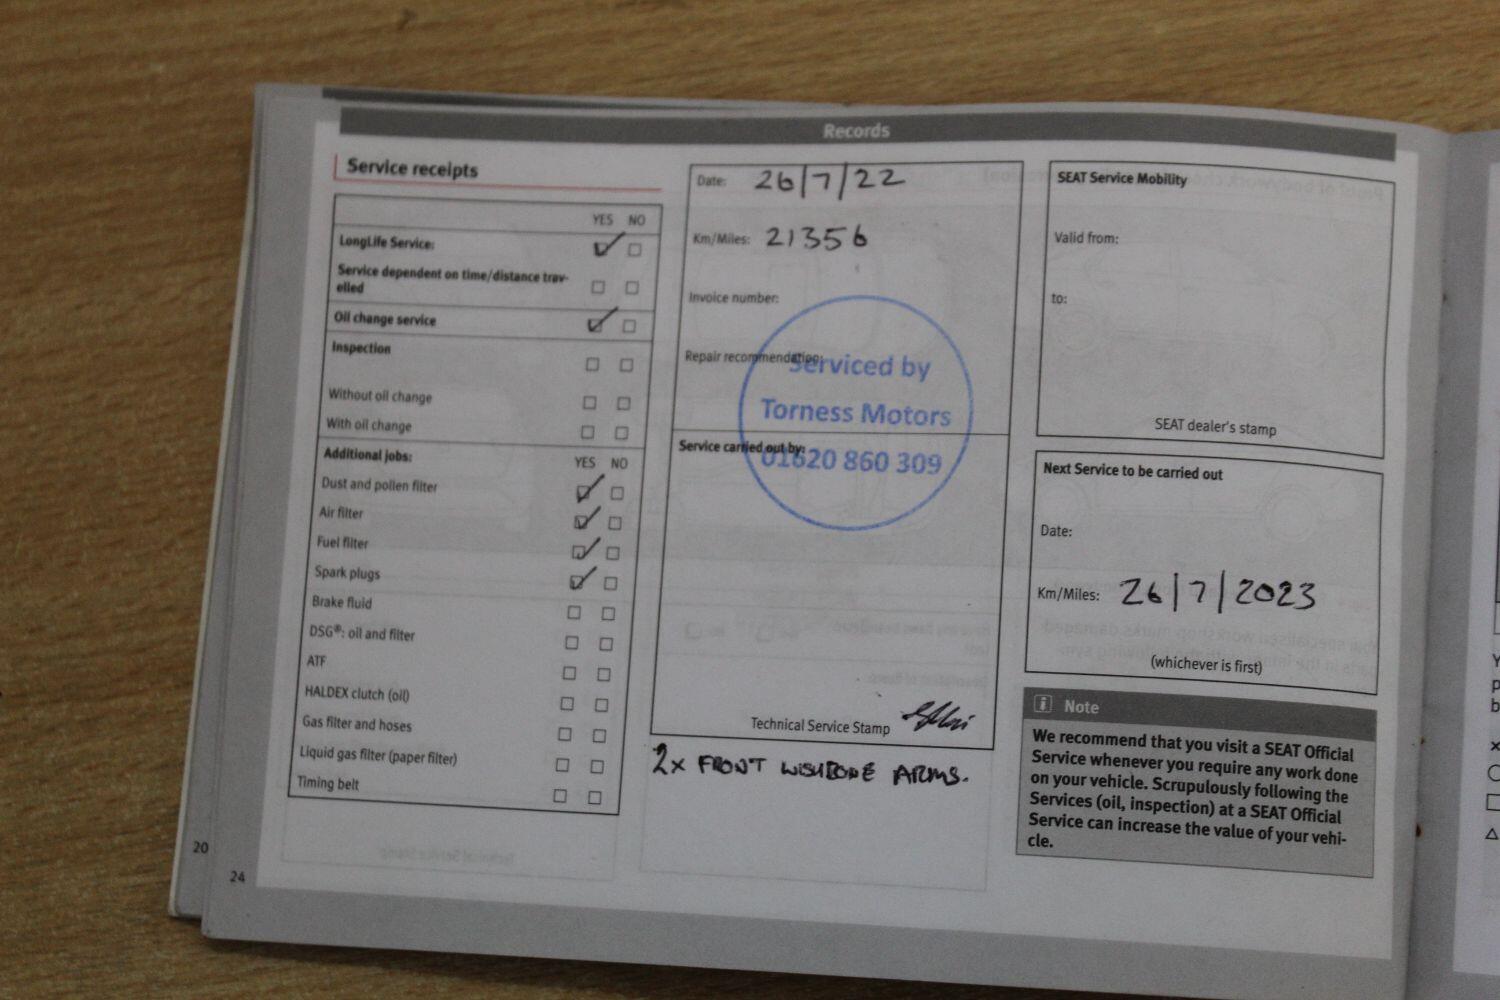 Records
Service receipts
YES NO
LongLife Service:
Service dependent on time/distance trav-
elled
Oil change service
Inspection
Without oil change
With oil change
Additional jobs: YES NO
Dust and pollen filter
Air filter
Fuel filter
Spark plugs
Brake fluid
DSG®: oil and filter
ATF
HALDEX clutch (oil)
Gas filter and hoses
Liquid gas filter (paper filter)
Timing belt
Date: 26/7/22
Km/Miles: 21356
Invoice number:
Repair recommendation:
Serviced by
Torness Motors
01620 860 309
Service carried out by:
Technical Service Stamp
2x FRONT WISHBONE ARMS.
SEAT Service Mobility
Valid from:
to:
SEAT dealer's stamp
Next Service to be carried out
Date:
Km/Miles: 26/7/2023
(whichever is first)
i Note
We recommend that you visit a SEAT Official
Service whenever you require any work done
on your vehicle. Scrupulously following the
Services (oil, inspection) at a SEAT Official
Service can increase the value of your vehi-
cle.
20
24